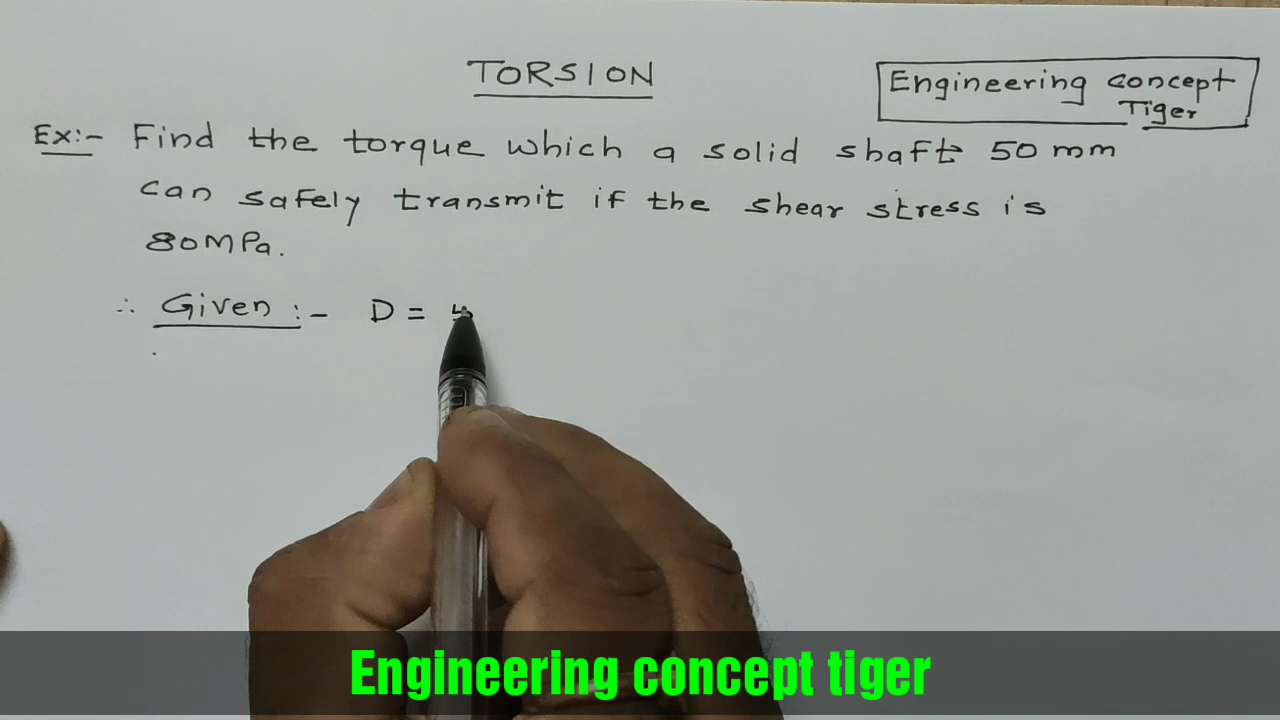 TORSION
Engineering concept
Tiger
Ex:- Find the torque which a solid shaft 50 mm
can safely transmit if the shear stress is
80MPa.
∴ Given :- D =
Engineering concept tiger